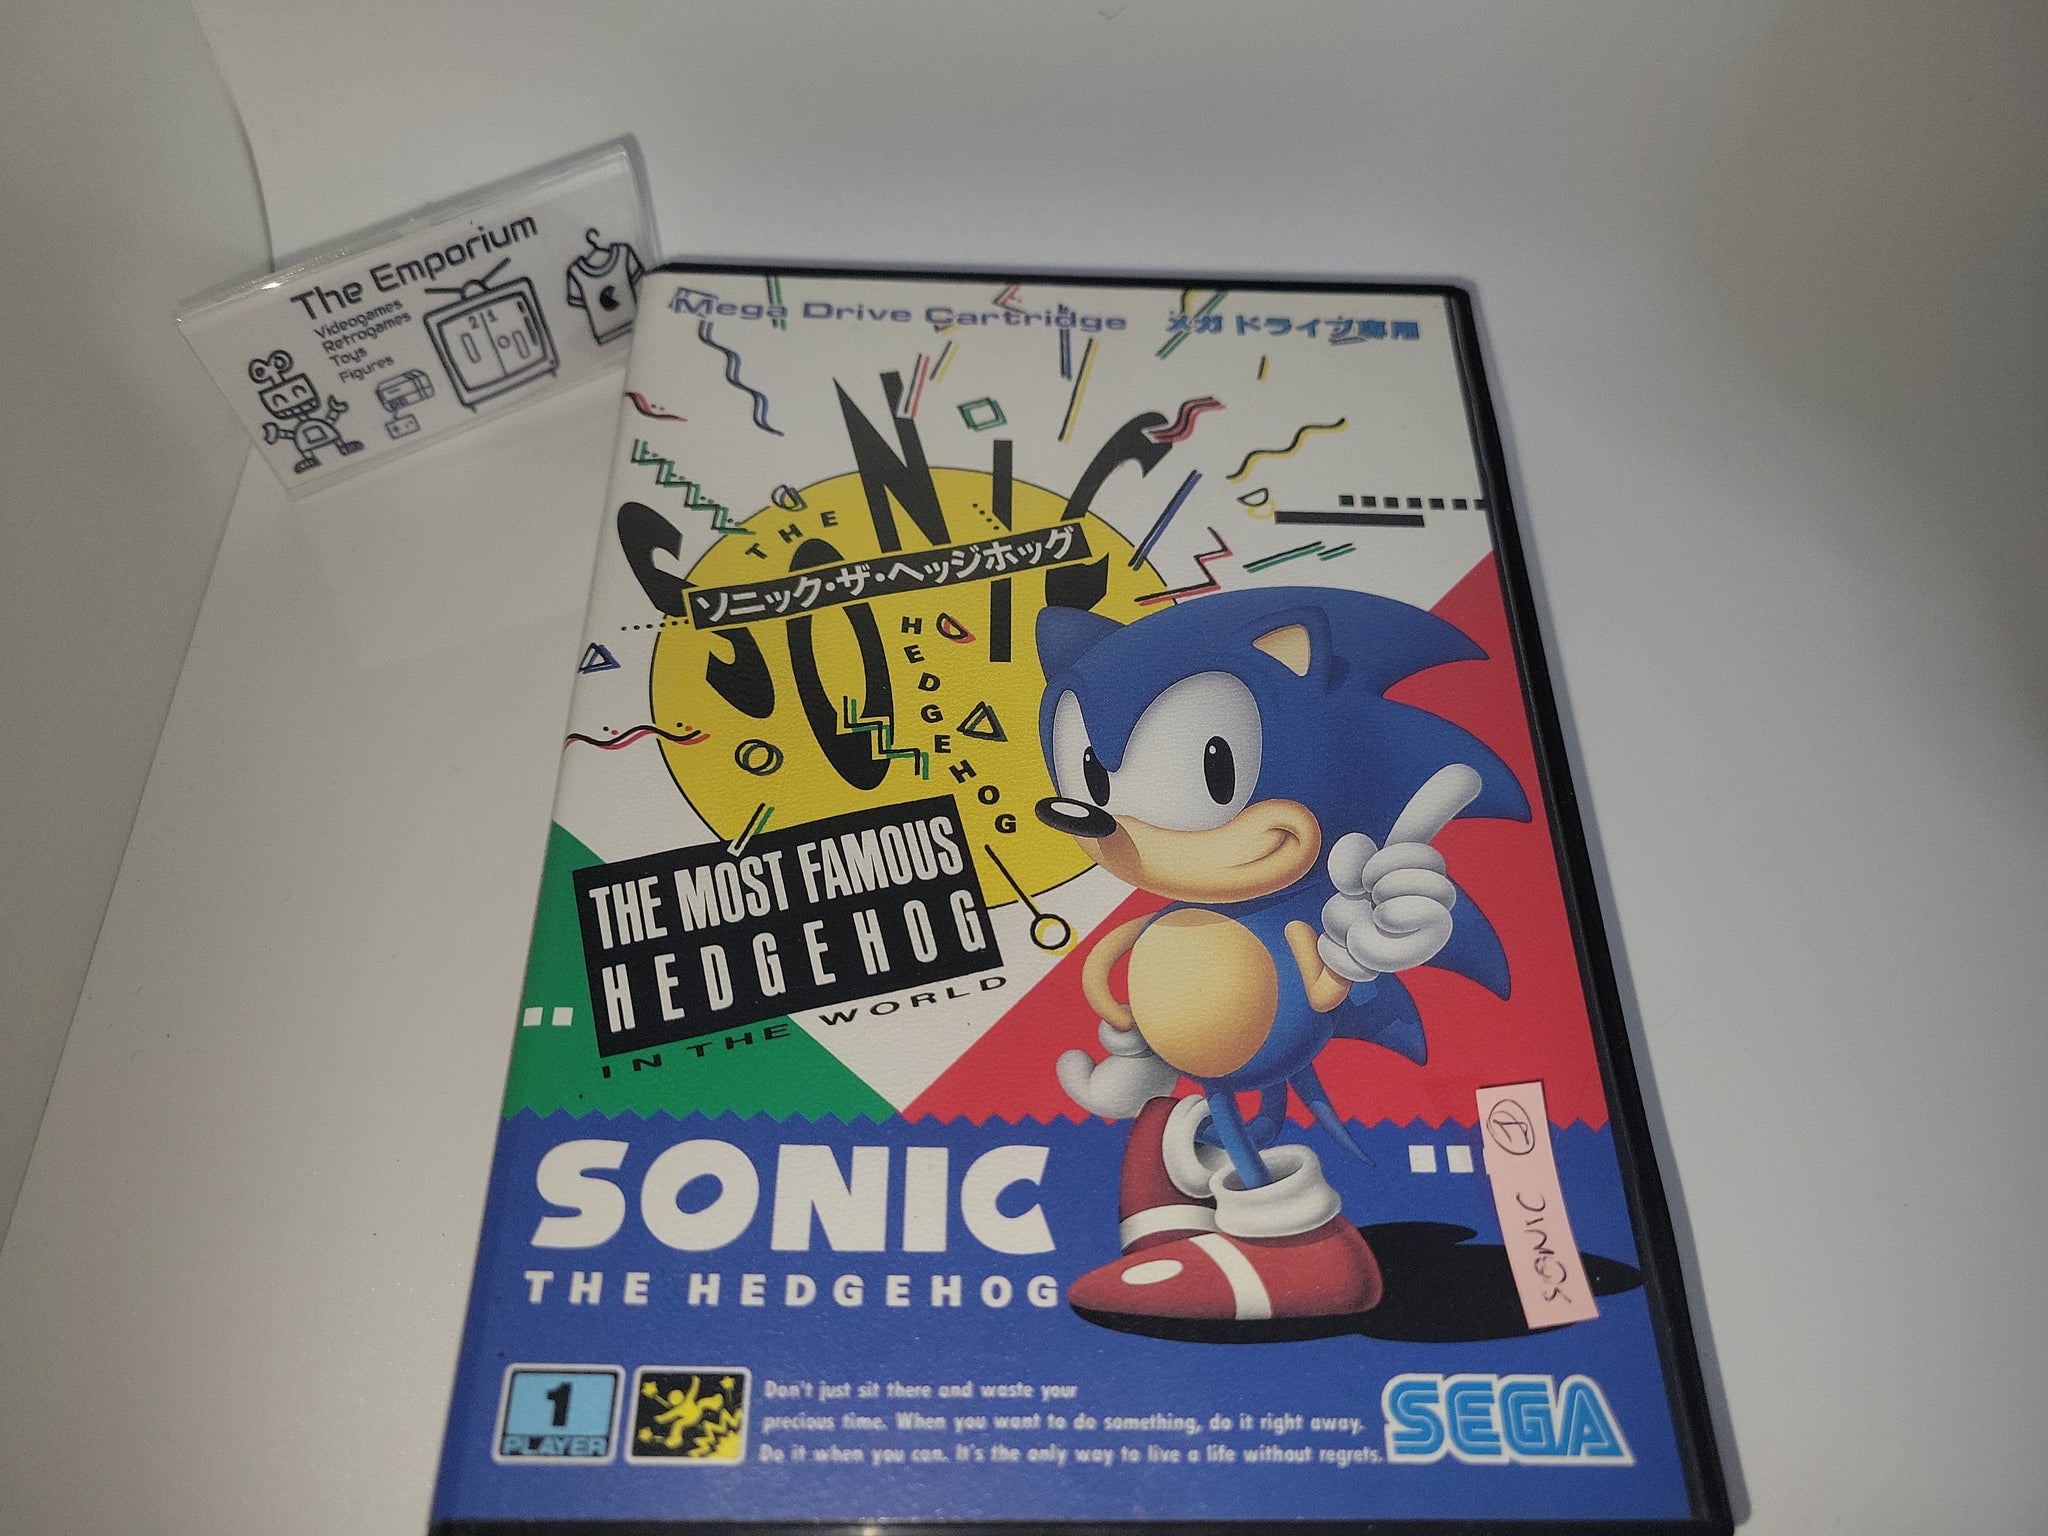 The Emporium
Videogames
Retrogames
Toys
Figures
2 1
Mega Drive Cartridge メガドライブ専用
THE
SONIC
ソニック・ザ・ヘッジホッグ
HEDGEHOG
THE MOST FAMOUS
HEDGEHOG
IN THE WORLD
SONIC
THE HEDGEHOG
1
SONIC
1
PLAYER
Don't just sit there and waste your
precious time. When you want to do something, do it right away.
Do it when you can. It's the only way to live a life without regrets.
SEGA